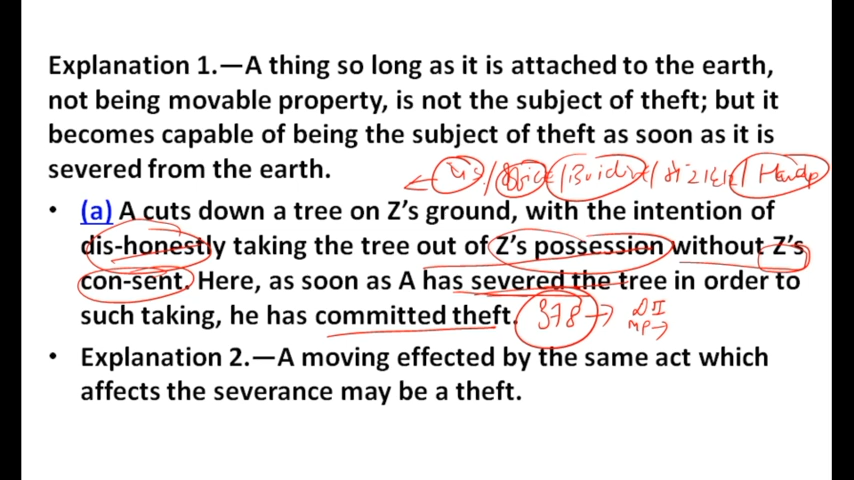 Explanation 1.—A thing so long as it is attached to the earth,
not being movable property, is not the subject of theft; but it
becomes capable of being the subject of theft as soon as it is
severed from the earth.
• (a) A cuts down a tree on Z's ground, with the intention of
dis-honestly taking the tree out of Z's possession without Z's
con-sent. Here, as soon as A has severed the tree in order to
such taking, he has committed theft. 378 → DI
MP→
• Explanation 2.—A moving effected by the same act which
affects the severance may be a theft.